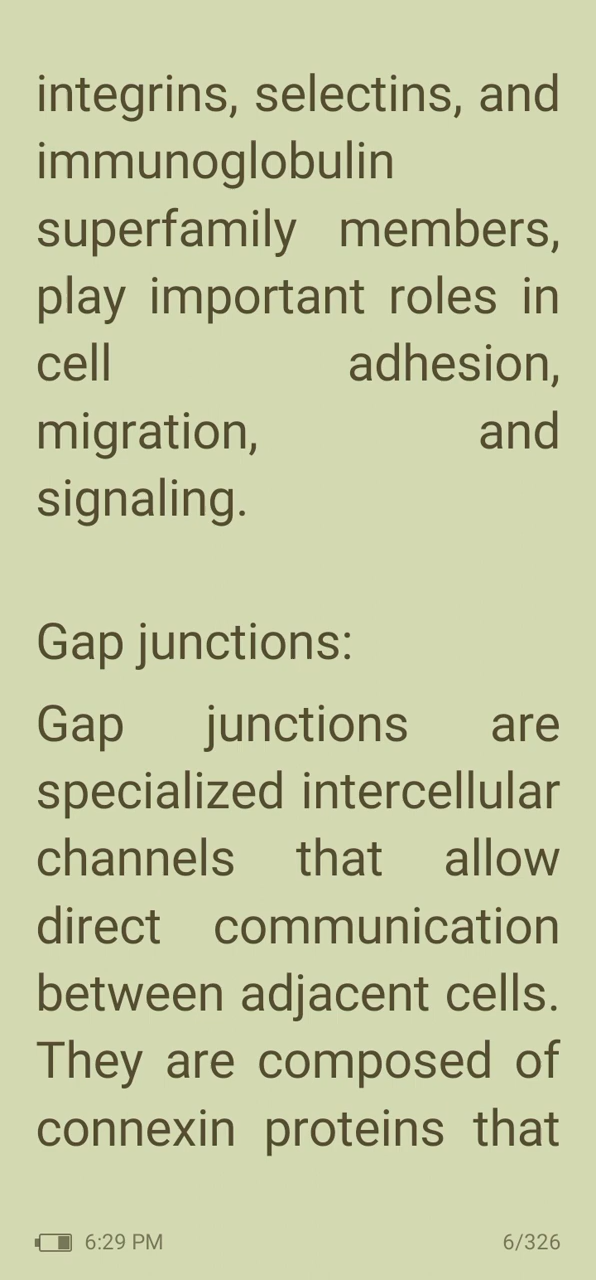 integrins, selectins, and
immunoglobulin
superfamily members,
play important roles in
cell adhesion,
migration, and
signaling.
Gap junctions:
Gap junctions are
specialized intercellular
channels that allow
direct communication
between adjacent cells.
They are composed of
connexin proteins that
6:29 PM 6/326